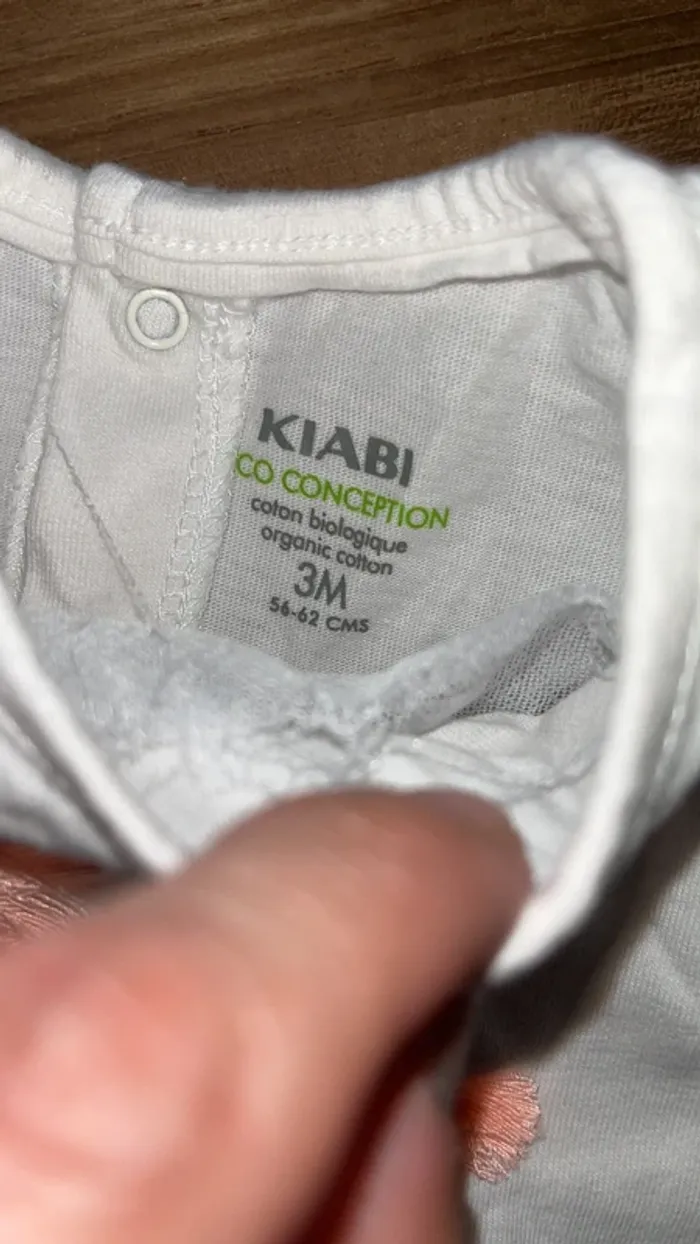 KIABI
CO CONCEPTION
coton biologique
organic cotton
3M
56-62 CMS